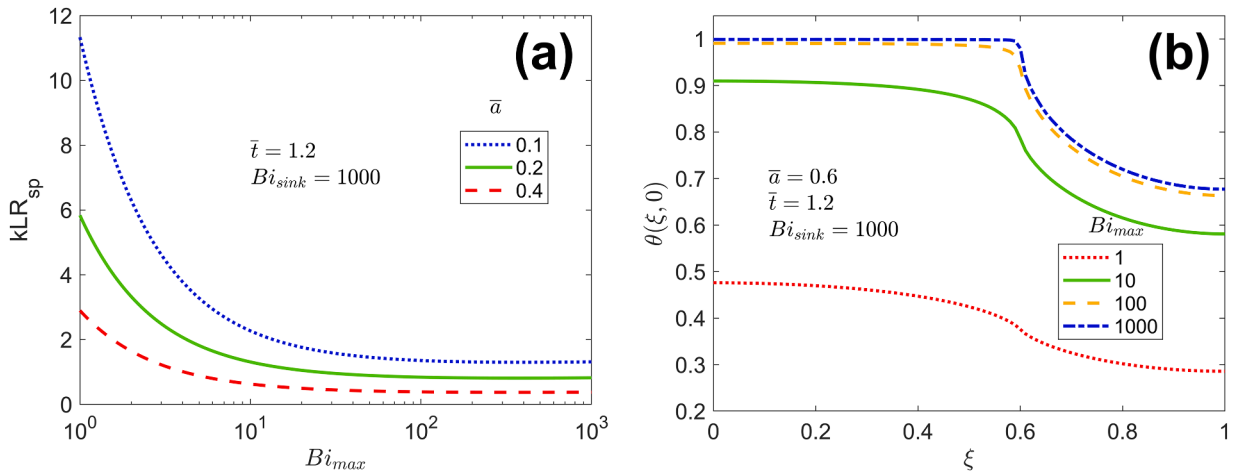 (a)
12
10
8
6
4
2
0
kLR_sp
10^0
10^1
10^2
10^3
Bi_max
t̅ = 1.2
Bi_sink = 1000
a̅
0.1
0.2
0.4
(b)
1
0.9
0.8
0.7
0.6
0.5
0.4
0.3
0.2
θ(ξ, 0)
0
0.2
0.4
0.6
0.8
1
ξ
a̅ = 0.6
t̅ = 1.2
Bi_sink = 1000
Bi_max
1
10
100
1000